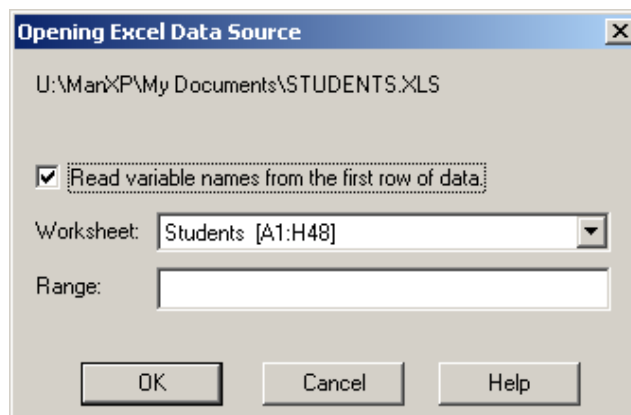 Opening Excel Data Source
U:\ManXP\My Documents\STUDENTS.XLS
Read variable names from the first row of data.
Worksheet: Students [A1:H48]
Range:
OK Cancel Help